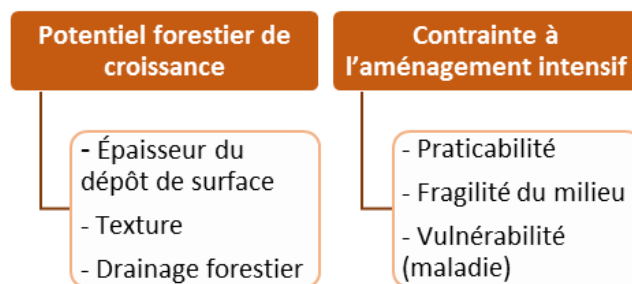 Potentiel forestier de
croissance
- Épaisseur du
dépôt de surface
- Texture
- Drainage forestier
Contrainte à
l'aménagement intensif
- Praticabilité
- Fragilité du milieu
- Vulnérabilité
(maladie)